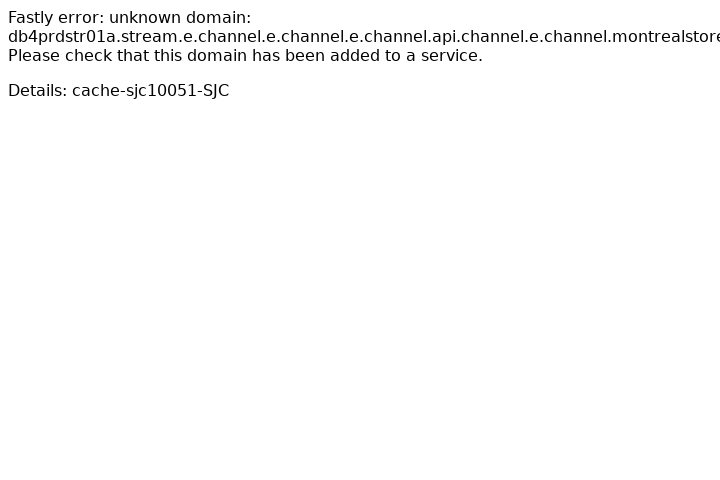 Fastly error: unknown domain:
db4prdstr01a.stream.e.channel.e.channel.e.channel.api.channel.e.channel.montrealstore
Please check that this domain has been added to a service.
Details: cache-sjc10051-SJC